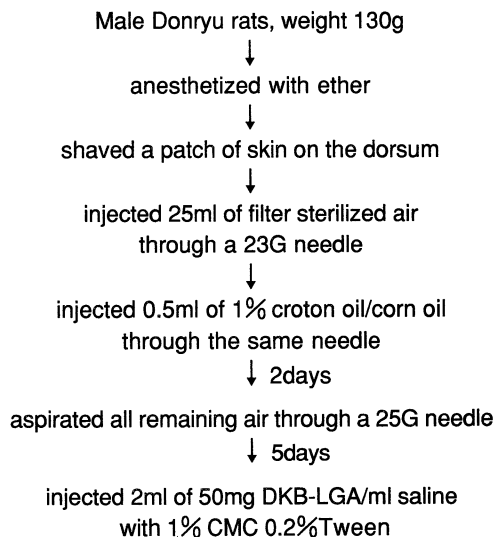 Male Donryu rats, weight 130g
anesthetized with ether
shaved a patch of skin on the dorsum
injected 25ml of filter sterilized air
through a 23G needle
injected 0.5ml of 1% croton oil/corn oil
through the same needle
2days
aspirated all remaining air through a 25G needle
5days
injected 2ml of 50mg DKB-LGA/ml saline
with 1% CMC 0.2%Tween